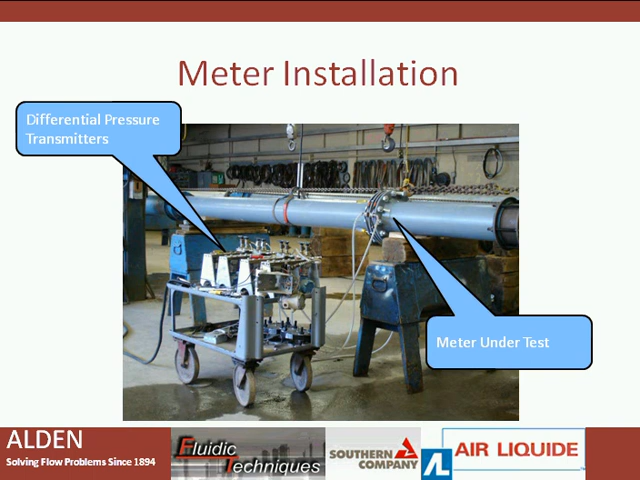 Meter Installation
Differential Pressure
Transmitters
Meter Under Test
ALDEN
Solving Flow Problems Since 1894
Fluidic
Techniques
SOUTHERN
COMPANY
AL
AIR LIQUIDE